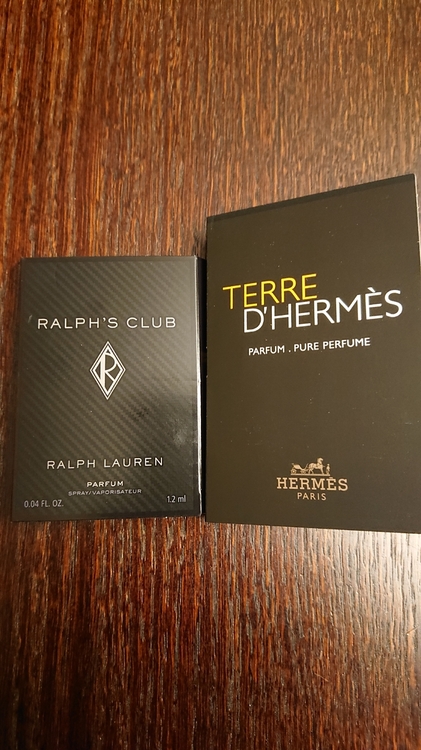 RALPH'S CLUB
R
RALPH LAUREN
PARFUM
SPRAY/VAPORISATEUR
0.04 FL. OZ.
1.2 ml
TERRE
D'HERMÈS
PARFUM . PURE PERFUME
HERMÈS
PARIS